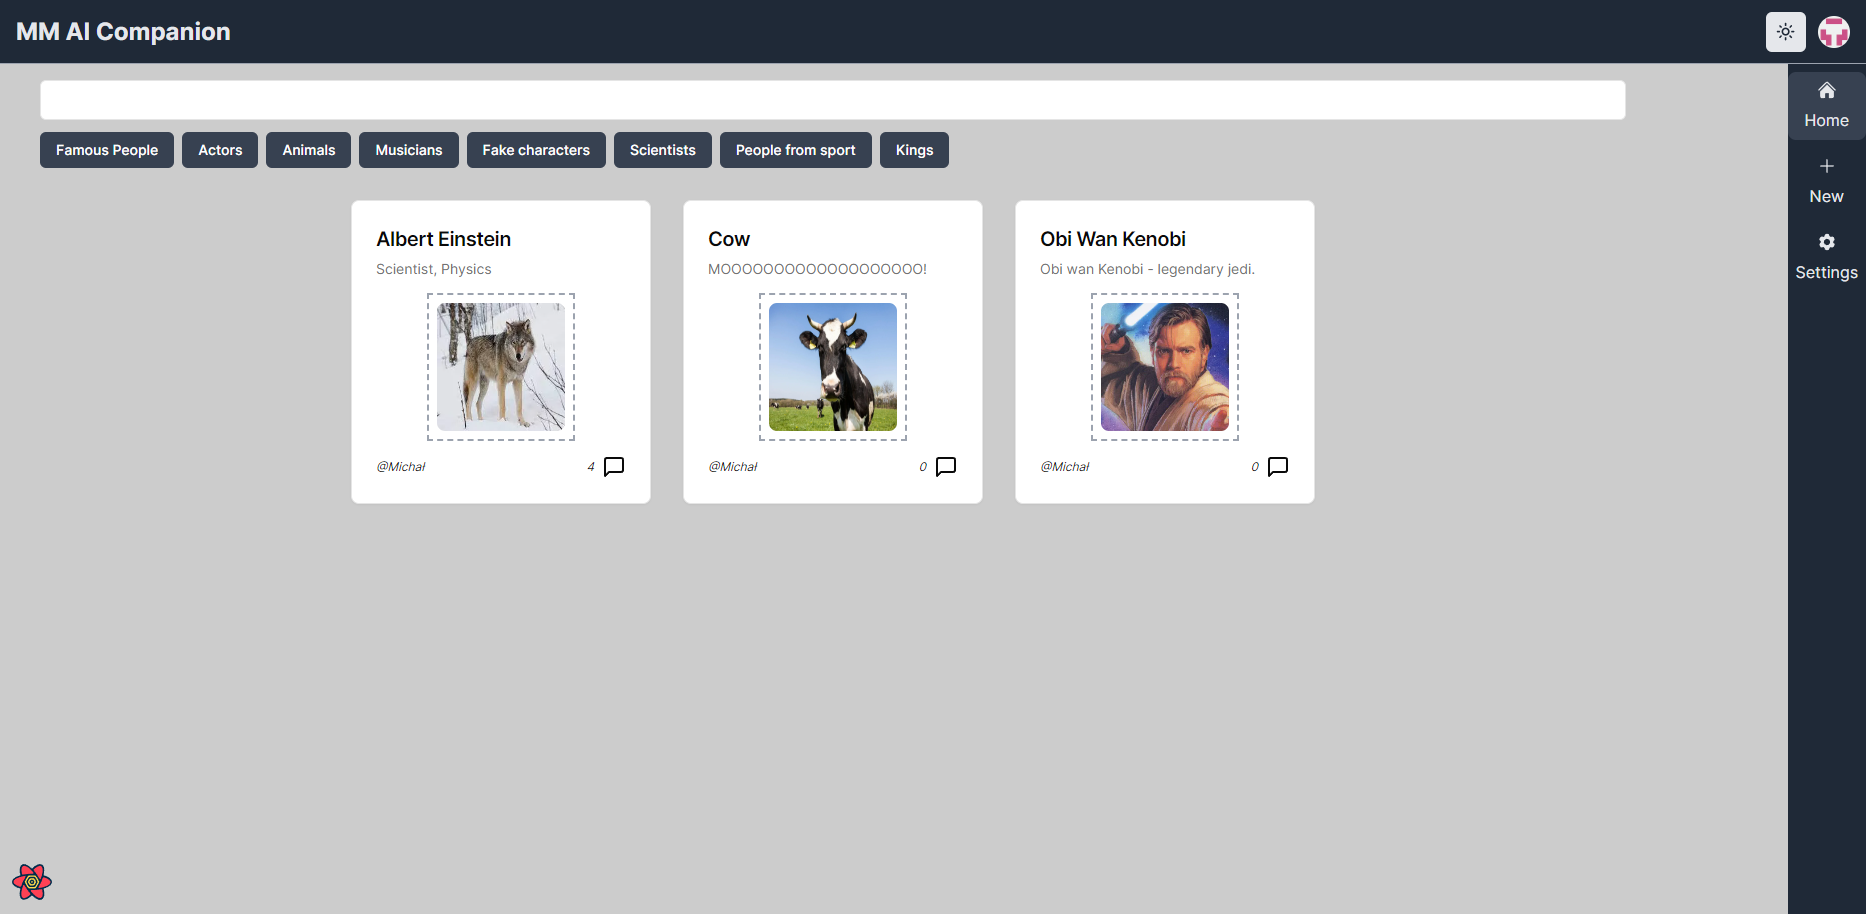 MM AI Companion
Famous People
Actors
Animals
Musicians
Fake characters
Scientists
People from sport
Kings
Albert Einstein
Scientist, Physics
@Michał
4
Cow
MOOOOOOOOOOOOOOOOOOO!
@Michał
0
Obi Wan Kenobi
Obi wan Kenobi - legendary jedi.
@Michał
0
Home
New
Settings